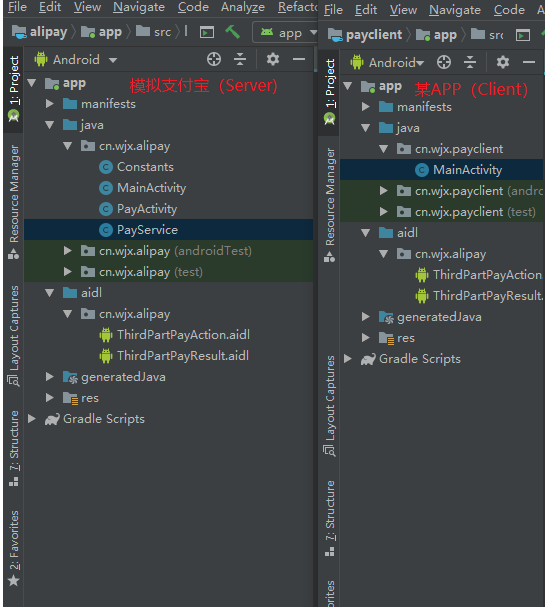 File Edit View Navigate Code Analyze Refacto
alipay app src
app
Android
1: Project
Resource Manager
Layout Captures
7: Structure
2: Favorites
app
模拟支付宝（Server）
manifests
java
cn.wjx.alipay
Constants
MainActivity
PayActivity
PayService
cn.wjx.alipay (androidTest)
cn.wjx.alipay (test)
aidl
cn.wjx.alipay
ThirdPartPayAction.aidl
ThirdPartPayResult.aidl
generatedJava
res
Gradle Scripts
File Edit View Navigate Code A
payclient app src
Android
1: Project
Resource Manager
Layout Captures
7: Structure
app
某APP（Client）
manifests
java
cn.wjx.payclient
MainActivity
cn.wjx.payclient (andro
cn.wjx.payclient (test)
aidl
cn.wjx.alipay
ThirdPartPayAction
ThirdPartPayResult.
generatedJava
res
Gradle Scripts